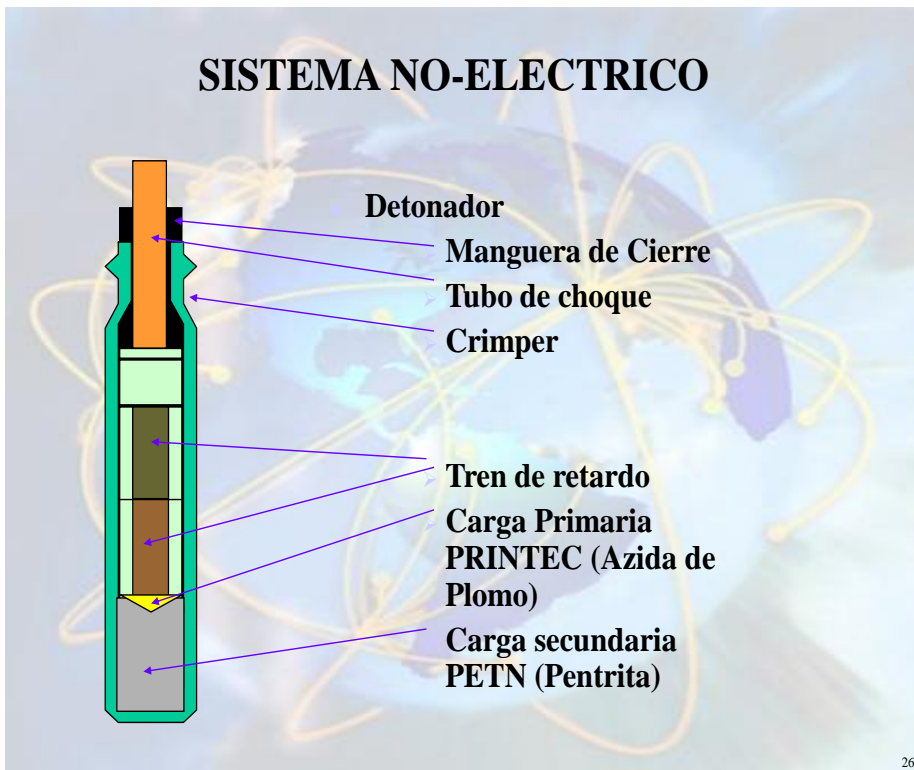 SISTEMA NO-ELECTRICO
Detonador
Manguera de Cierre
Tubo de choque
Crimper
Tren de retardo
Carga Primaria
PRINTEC (Azida de
Plomo)
Carga secundaria
PETN (Pentrita)
26